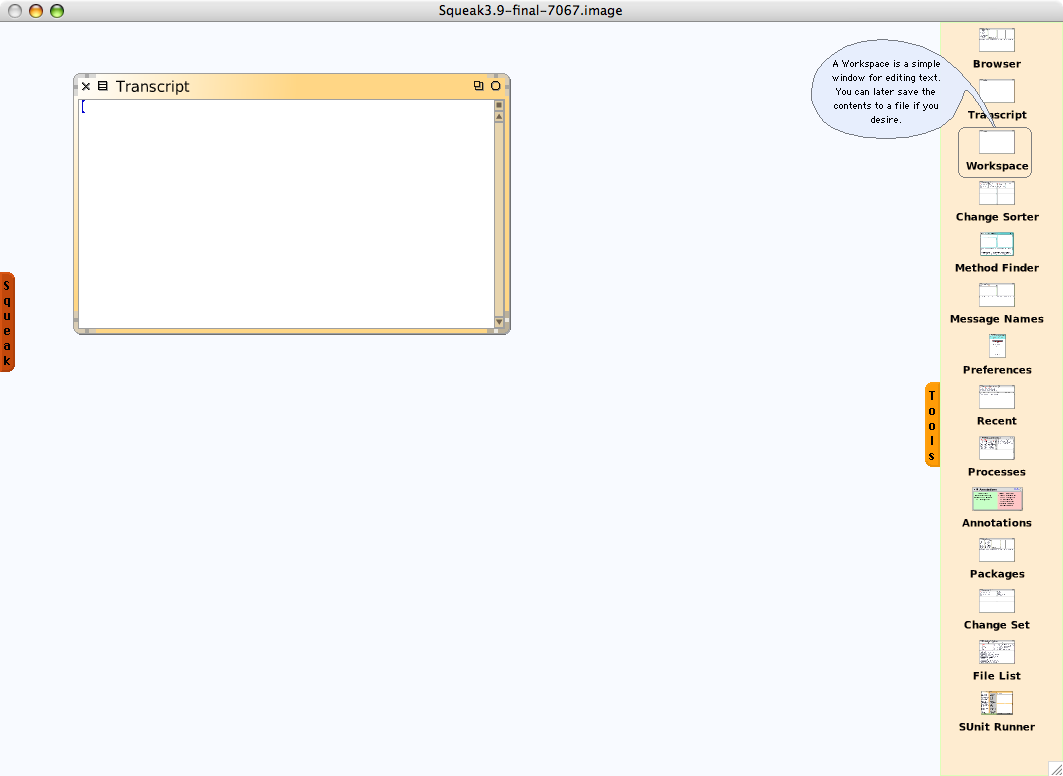 Squeak3.9-final-7067.image
Transcript
Squeak
A Workspace is a simple
window for editing text.
You can later save the
contents to a file if you
desire.
Tools
Browser
Transcript
Workspace
Change Sorter
Method Finder
Message Names
Preferences
Recent
Processes
Annotations
Packages
Change Set
File List
SUnit Runner